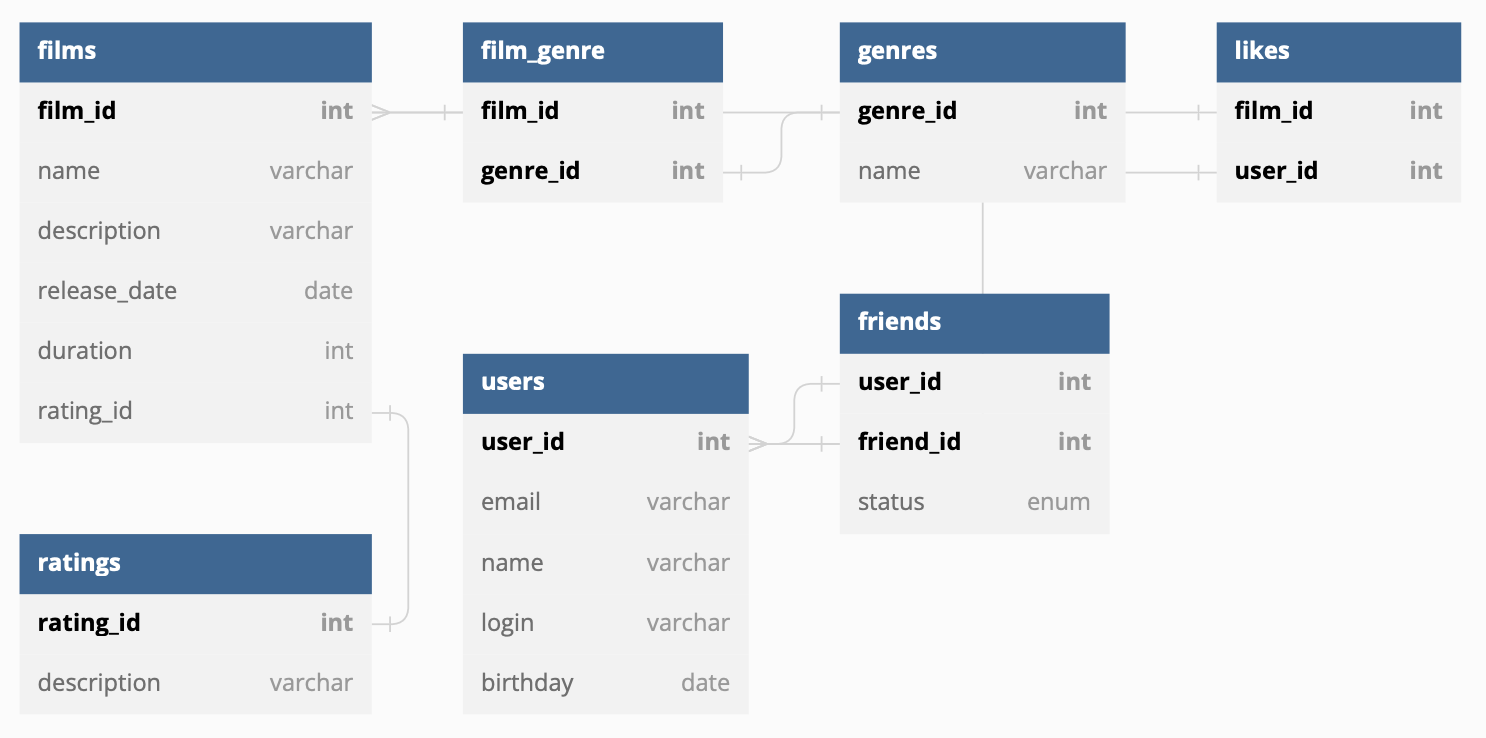 films
film_id int
name varchar
description varchar
release_date date
duration int
rating_id int
film_genre
film_id int
genre_id int
genres
genre_id int
name varchar
likes
film_id int
user_id int
friends
user_id int
friend_id int
status enum
users
user_id int
email varchar
name varchar
login varchar
birthday date
ratings
rating_id int
description varchar